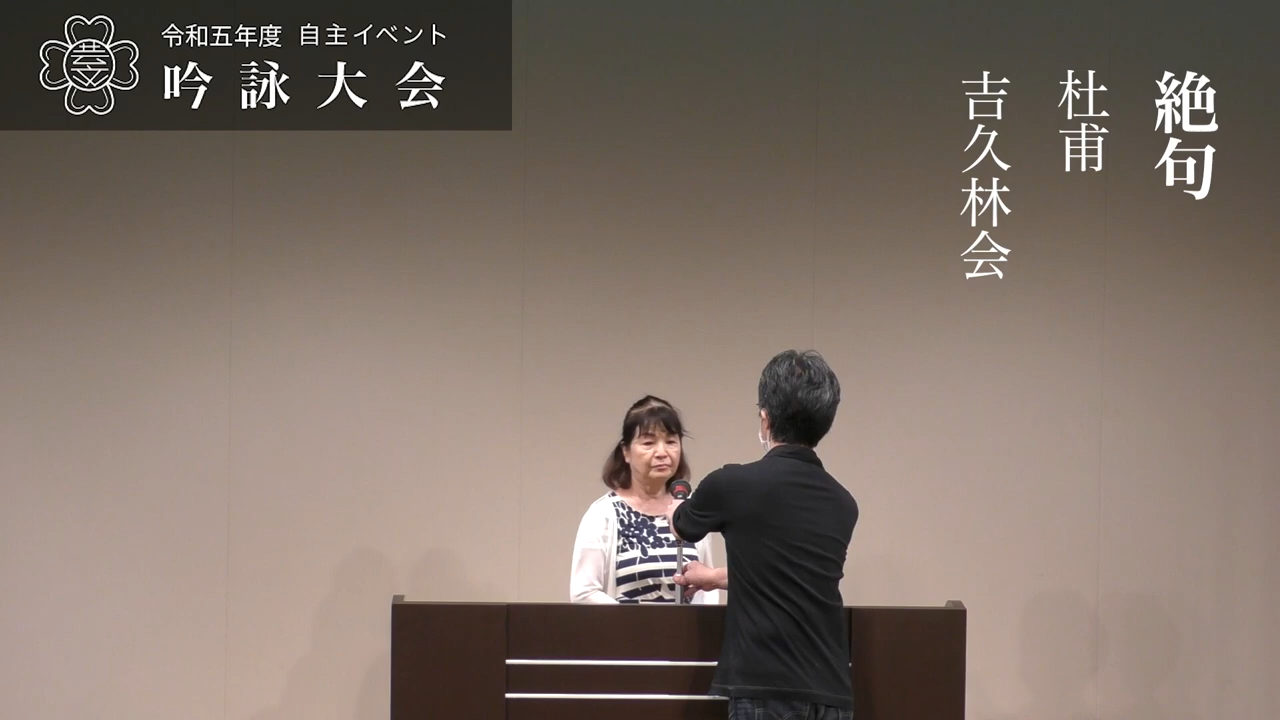 令和五年度 自主イベント
吟詠大会
絶句
杜甫
吉久林会